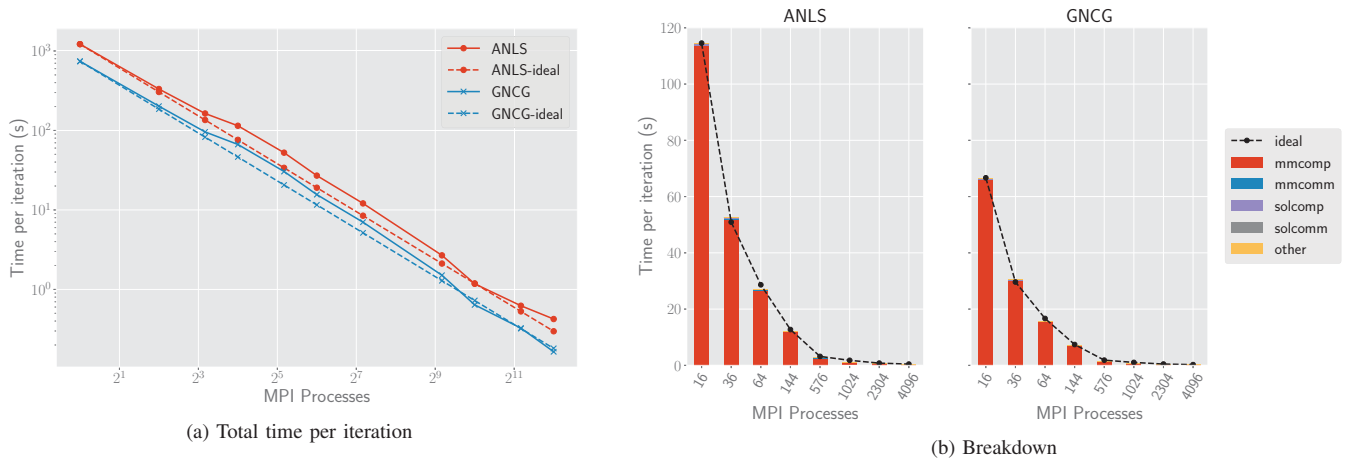 10³
10²
10¹
10⁰
Time per iteration (s)
2¹
2³
2⁵
2⁷
2⁹
2¹¹
MPI Processes
ANLS
ANLS-ideal
GNCG
GNCG-ideal
(a) Total time per iteration
ANLS
GNCG
120
100
80
60
40
20
0
Time per iteration (s)
16 36 64 144 576 1024 2304 4096
16 36 64 144 576 1024 2304 4096
MPI Processes
MPI Processes
ideal
mmcomp
mmcomm
solcomp
solcomm
other
(b) Breakdown